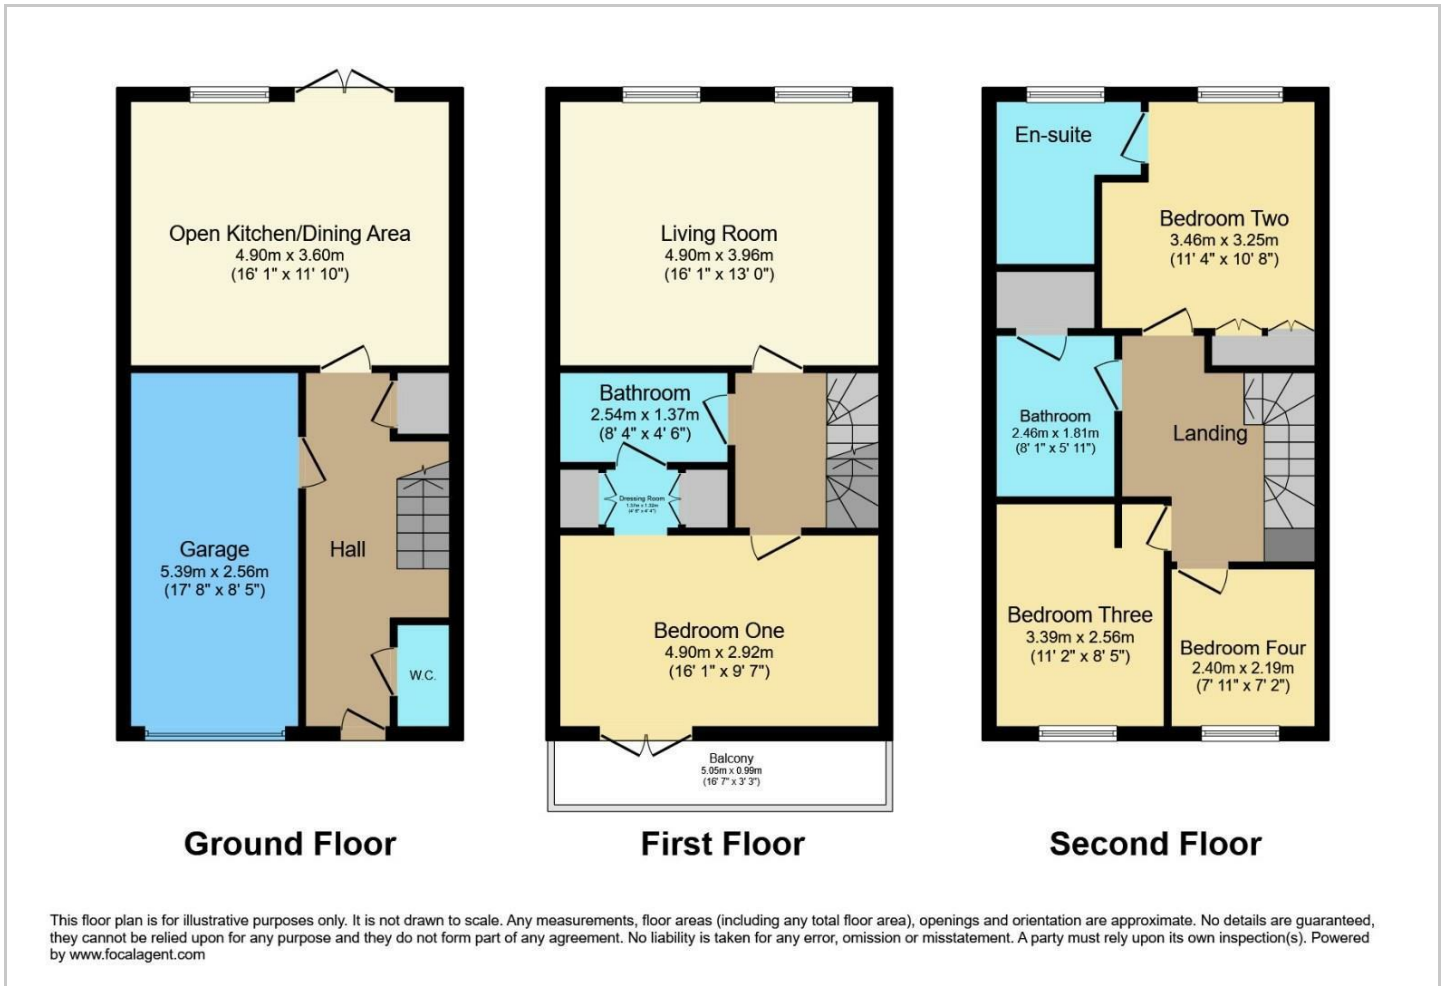 Open Kitchen/Dining Area
4.90m x 3.60m
(16' 1" x 11' 10")
Garage
5.39m x 2.56m
(17' 8" x 8' 5")
Hall
W.C.
Ground Floor
Living Room
4.90m x 3.96m
(16' 1" x 13' 0")
Bathroom
2.54m x 1.37m
(8' 4" x 4' 6")
Dressing Room
Bedroom One
4.90m x 2.92m
(16' 1" x 9' 7")
Balcony
5.05m x 0.99m
(16' 7" x 3' 3")
First Floor
En-suite
Bedroom Two
3.46m x 3.25m
(11' 4" x 10' 8")
Bathroom
2.46m x 1.81m
(8' 1" x 5' 11")
Landing
Bedroom Three
3.39m x 2.56m
(11' 2" x 8' 5")
Bedroom Four
2.40m x 2.19m
(7' 11" x 7' 2")
Second Floor
This floor plan is for illustrative purposes only. It is not drawn to scale. Any measurements, floor areas (including any total floor area), openings and orientation are approximate. No details are guaranteed,
they cannot be relied upon for any purpose and they do not form part of any agreement. No liability is taken for any error, omission or misstatement. A party must rely upon its own inspection(s). Powered
by www.focalagent.com